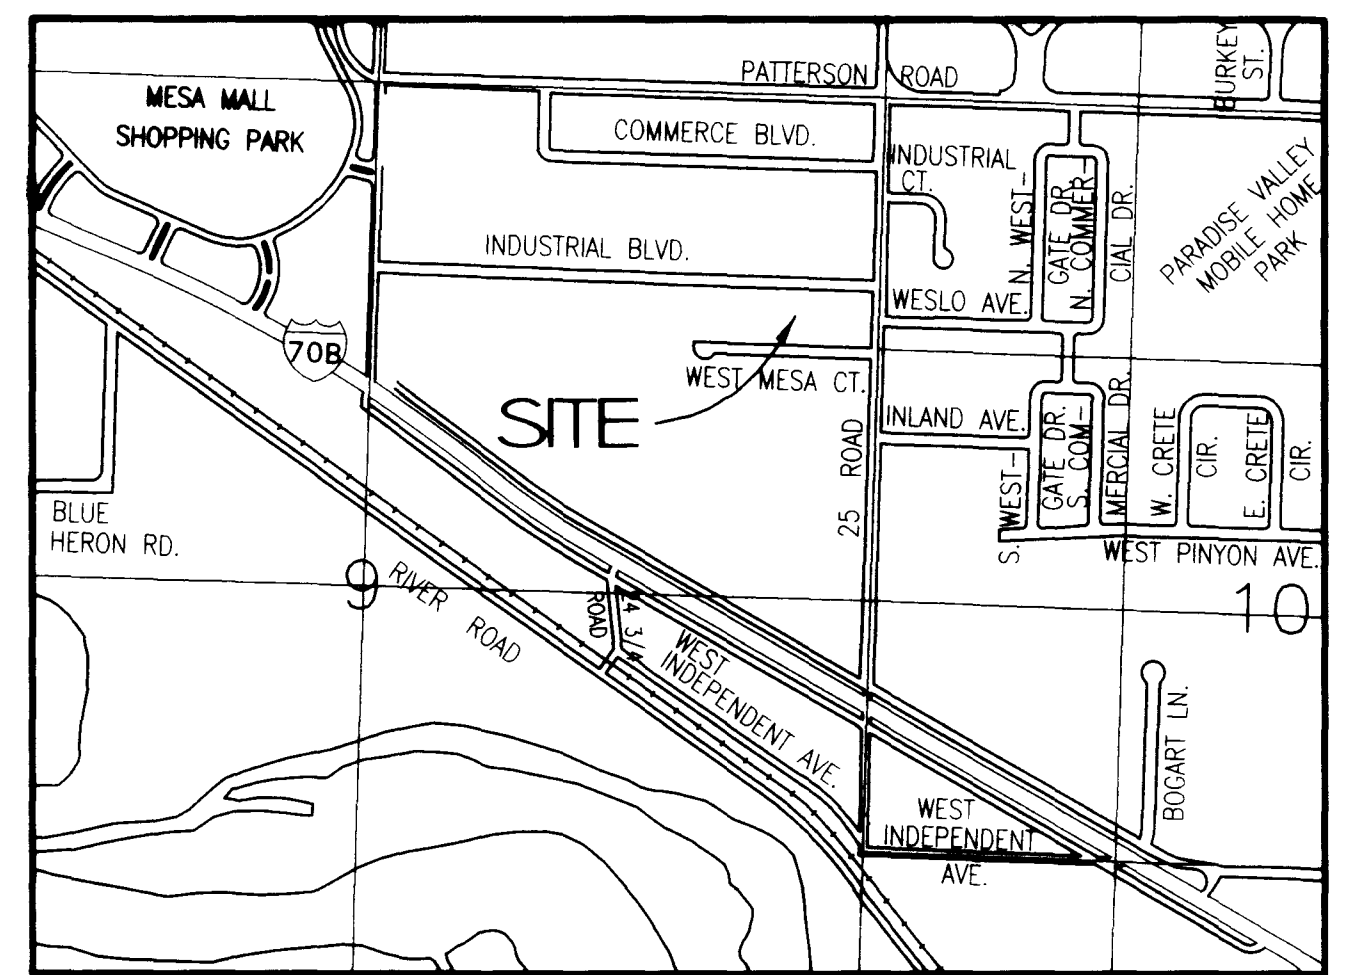 PATTERSON ROAD
BURKEY
ST.
MESA MALL
SHOPPING PARK
COMMERCE BLVD.
INDUSTRIAL
CT.
N. WEST-
GATE DR.
N. COMMER-
CIAL DR.
PARADISE VALLEY
MOBILE HOME
PARK
INDUSTRIAL BLVD.
WESLO AVE.
70B
WEST MESA CT.
SITE
25 ROAD
INLAND AVE.
S. WEST-
GATE DR.
S. COM-
MERCIAL DR.
W. CRETE
CIR.
E. CRETE
CIR.
BLUE
HERON RD.
WEST PINYON AVE.
9
10
RIVER ROAD
24 3/4
ROAD
WEST
INDEPENDENT AVE.
BOGART LN.
WEST
INDEPENDENT
AVE.